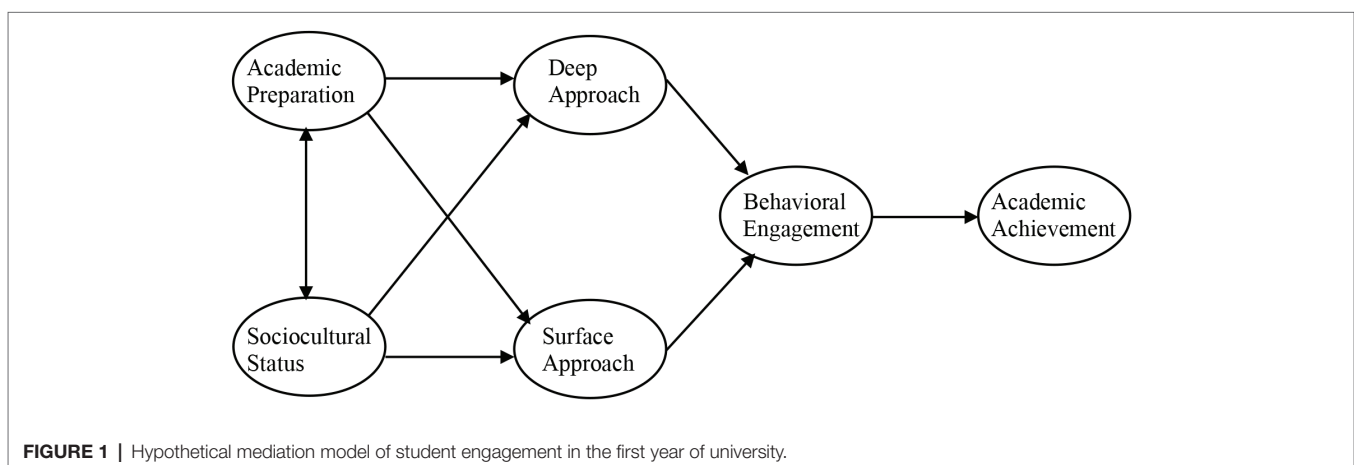 Academic
Preparation
Deep
Approach
Behavioral
Engagement
Academic
Achievement
Sociocultural
Status
Surface
Approach
FIGURE 1 | Hypothetical mediation model of student engagement in the first year of university.